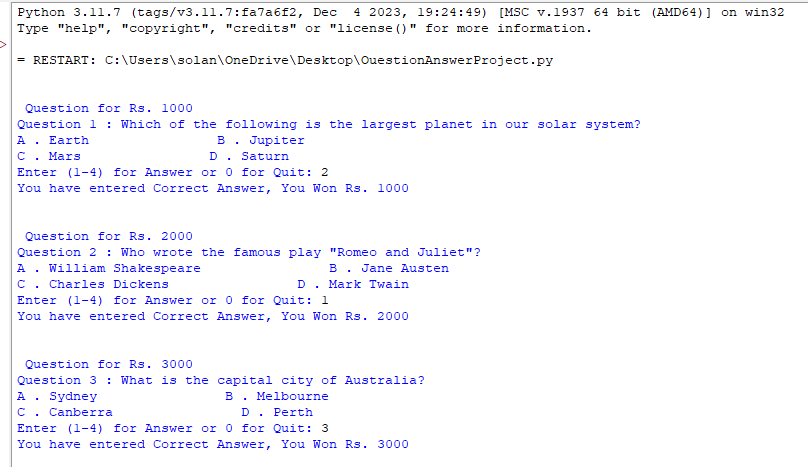 Python 3.11.7 (tags/v3.11.7:fa7a6f2, Dec  4 2023, 19:24:49) [MSC v.1937 64 bit (AMD64)] on win32
Type "help", "copyright", "credits" or "license()" for more information.
= RESTART: C:\Users\solan\OneDrive\Desktop\QuestionAnswerProject.py
Question for Rs. 1000
Question 1 : Which of the following is the largest planet in our solar system?
A . Earth                B . Jupiter
C . Mars                D . Saturn
Enter (1-4) for Answer or 0 for Quit: 2
You have entered Correct Answer, You Won Rs. 1000
Question for Rs. 2000
Question 2 : Who wrote the famous play "Romeo and Juliet"?
A . William Shakespeare                B . Jane Austen
C . Charles Dickens                D . Mark Twain
Enter (1-4) for Answer or 0 for Quit: 1
You have entered Correct Answer, You Won Rs. 2000
Question for Rs. 3000
Question 3 : What is the capital city of Australia?
A . Sydney                B . Melbourne
C . Canberra                D . Perth
Enter (1-4) for Answer or 0 for Quit: 3
You have entered Correct Answer, You Won Rs. 3000